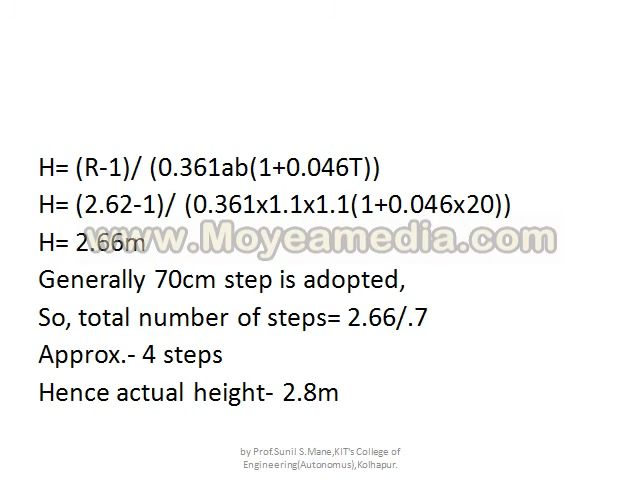 H= (R-1)/ (0.361ab(1+0.046T))
H= (2.62-1)/ (0.361x1.1x1.1(1+0.046x20))
H= 2.66m
www.Moyeamedia.com
Generally 70cm step is adopted,
So, total number of steps= 2.66/.7
Approx.- 4 steps
Hence actual height- 2.8m
by Prof.Sunil S.Mane,KIT's College of
Engineering(Autonomus),Kolhapur.